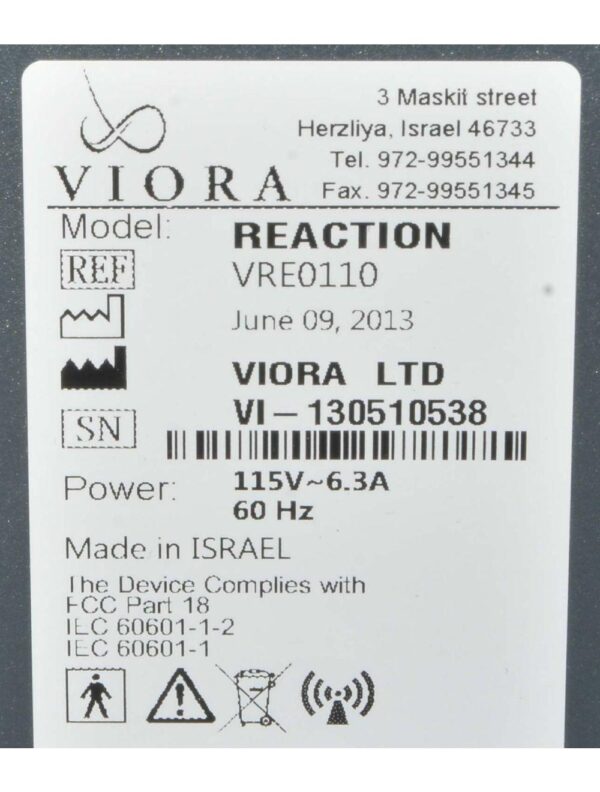 3 Maskit street
Herzliya, Israel 46733
Tel. 972-99551344
VIORA Fax. 972-99551345
Model: REACTION
REF VRE0110
June 09, 2013
VIORA LTD
SN VI-130510538
Power: 115V~6.3A
60 Hz
Made in ISRAEL
The Device Complies with
FCC Part 18
IEC 60601-1-2
IEC 60601-1